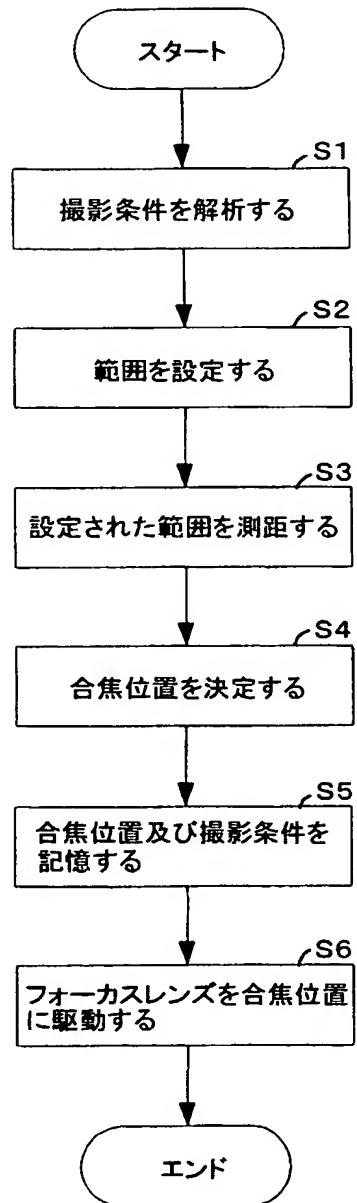 スタート
S1
撮影条件を解析する
S2
範囲を設定する
S3
設定された範囲を測距する
S4
合焦位置を決定する
S5
合焦位置及び撮影条件を
記憶する
S6
フォーカスレンズを合焦位置
に駆動する
エンド